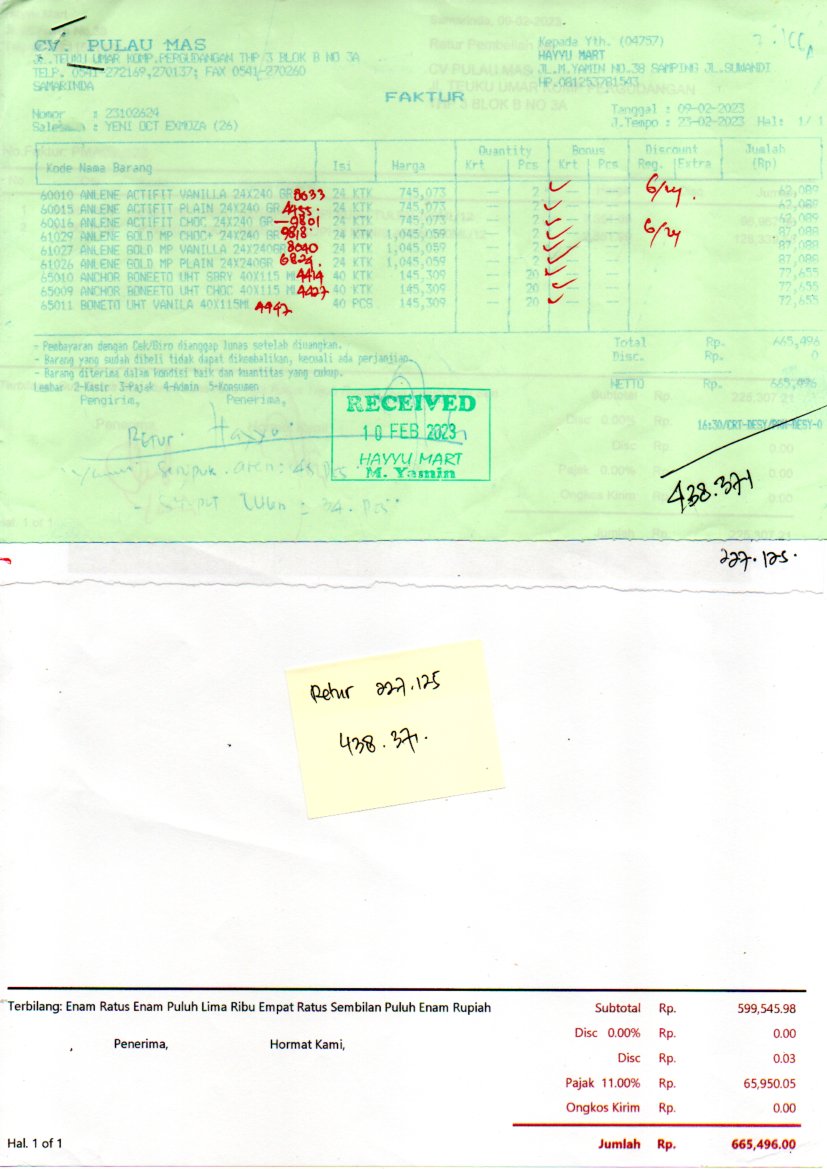 CV. PULAU MAS
JL.TEUKU UMAR KOMP.PERGUDANGAN THP 3 BLOK B NO 3A
TELP. 0541-272169,270137; FAX 0541-270260
SAMARINDA
Kepada Yth. (04757)
HAYYU MART
JL.M.YAMIN NO.38 SAMPING JL.SUWANDI
HP.081253781543
FAKTUR
Nomor : 23102624
Salesman : YENI OCT EXMOZA (26)
Tanggal : 09-02-2023
J.Tempo : 23-02-2023 Hal: 1/ 1
Kode Nama Barang Isi Harga Quantity Krt Pcs Bonus Krt Pcs Discount Reg. Extra Jumlah (Rp)
60010 ANLENE ACTIFIT VANILLA 24X240 GR 8033 24 KTK 745,073 -- 2 -- -- 6/24 62,089
60015 ANLENE ACTIFIT PLAIN 24X240 GR 4455 24 KTK 745,073 -- 2 -- -- 62,089
60016 ANLENE ACTIFIT CHOC 24X240 GR 9801 24 KTK 745,073 -- 2 -- -- 62,089
61029 ANLENE GOLD MP CHOC+ 24X240 GR 9818 24 KTK 1,045,059 -- 2 -- -- 6/24 87,088
61027 ANLENE GOLD MP VANILLA 24X240GR 8040 24 KTK 1,045,059 -- 2 -- -- 87,088
61026 ANLENE GOLD MP PLAIN 24X240GR 24 KTK 1,045,059 -- 2 -- -- 87,088
65010 ANCHOR BONEETO UHT SBRY 40X115 ML 4414 40 KTK 145,309 -- 20 -- -- 72,655
65009 ANCHOR BONEETO UHT CHOC 40X115 ML 4427 40 KTK 145,309 -- 20 -- -- 72,655
65011 BONETO UHT VANILA 40X115ML 4947 40 PCS 145,309 -- 20 -- -- 72,655
- Pembayaran dengan Cek/Giro dianggap lunas setelah diuangkan.
- Barang yang sudah dibeli tidak dapat dikembalikan, kecuali ada perjanjian.
- Barang diterima dalam kondisi baik dan kuantitas yang cukup.
Lembar 2-Kasir 3-Pajak 4-Admin 5-Konsumen
Pengirim, Penerima,
Total Rp. 665,496
Disc. Rp. 0
NETTO Rp. 665,496
RECEIVED
10 FEB 2023
HAYYU MART
M. Yamin
Retur Hayyu
438.371
227.125.
Retur 227.125
438.371.
Terbilang: Enam Ratus Enam Puluh Lima Ribu Empat Ratus Sembilan Puluh Enam Rupiah
Subtotal Rp. 599,545.98
Disc 0.00% Rp. 0.00
Penerima, Hormat Kami,
Disc Rp. 0.03
Pajak 11.00% Rp. 65,950.05
Ongkos Kirim Rp. 0.00
Hal. 1 of 1
Jumlah Rp. 665,496.00